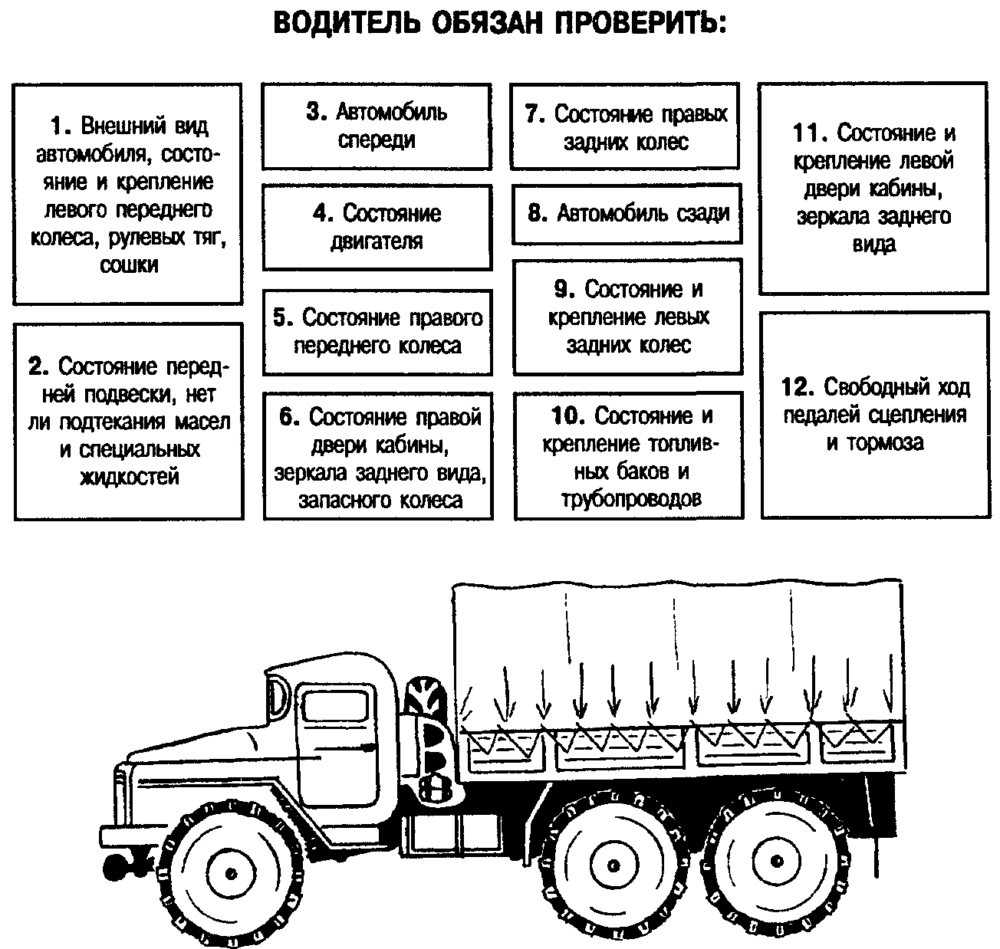 ВОДИТЕЛЬ ОБЯЗАН ПРОВЕРИТЬ:
1. Внешний вид
автомобиля, состо-
яние и крепление
левого переднего
колеса, рулевых тяг,
сошки
2. Состояние перед-
ней подвески, нет
ли подтекания масел
и специальных
жидкостей
3. Автомобиль
спереди
4. Состояние
двигателя
5. Состояние правого
переднего колеса
6. Состояние правой
двери кабины,
зеркала заднего вида,
запасного колеса
7. Состояние правых
задних колес
8. Автомобиль сзади
9. Состояние и
крепление левых
задних колес
10. Состояние и
крепление топлив-
ных баков и
трубопроводов
11. Состояние и
крепление левой
двери кабины,
зеркала заднего
вида
12. Свободный ход
педалей сцепления
и тормоза